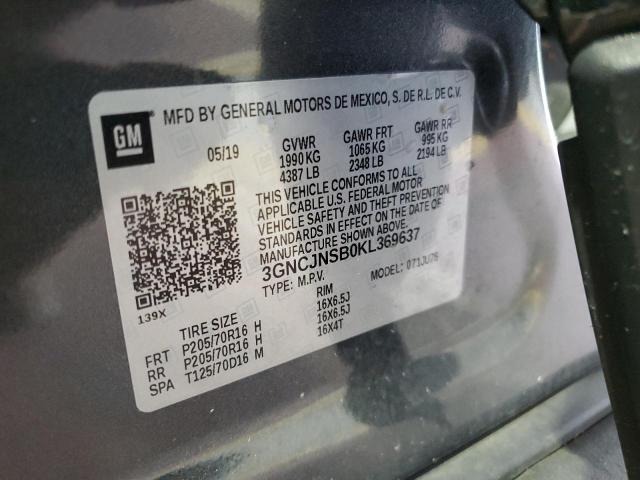 GM
MFD BY GENERAL MOTORS DE MEXICO, S. DE R.L. DE C.V.
05/19 GVWR GAWR FRT GAWR RR
1990 KG 1065 KG 995 KG
4387 LB 2348 LB 2194 LB
THIS VEHICLE CONFORMS TO ALL
APPLICABLE U.S. FEDERAL MOTOR
VEHICLE SAFETY AND THEFT PREVENTION
STANDARDS IN EFFECT ON THE DATE OF
MANUFACTURE SHOWN ABOVE.
3GNCJNSB0KL369637
TYPE: M.P.V. MODEL: 071JU76
139X
TIRE SIZE RIM
FRT P205/70R16 H 16X6.5J
RR P205/70R16 H 16X6.5J
SPA T125/70D16 M 16X4T